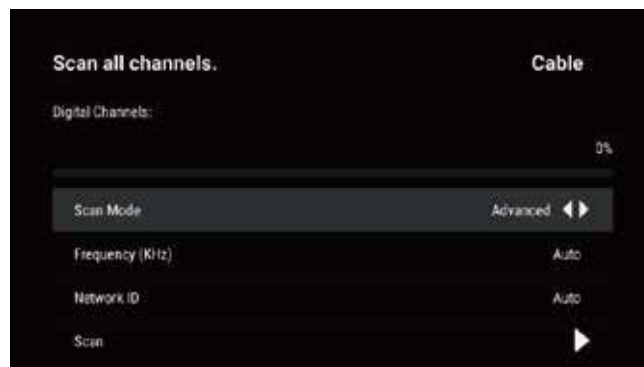 Scan all channels. Cable
Digital Channels:
0%
Scan Mode Advanced
Frequency (KHz) Auto
Network ID Auto
Scan